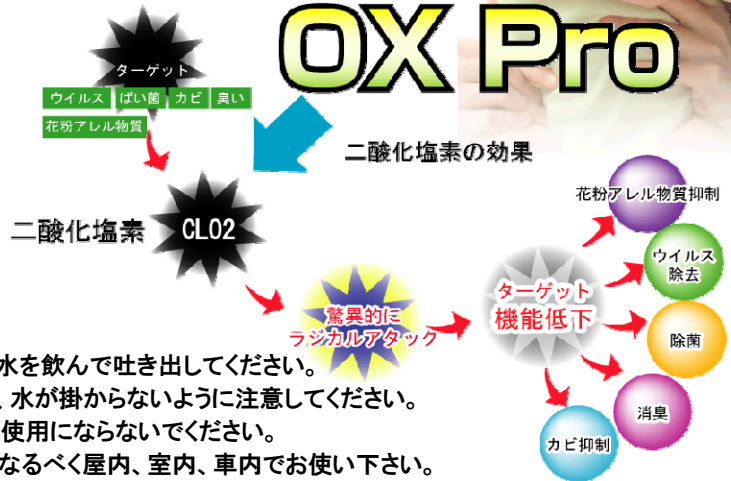 OX Pro
ターゲット
ウイルス ばい菌 カビ 臭い
花粉アレル物質
二酸化塩素の効果
二酸化塩素 CLO2
花粉アレル物質抑制
ウイルス
除去
驚異的に
ラジカルアタック
ターゲット
機能低下
除菌
消臭
カビ抑制
水を飲んで吐き出してください。
、水が掛からないように注意してください。
使用にならないでください。
なるべく屋内、室内、車内でお使い下さい。